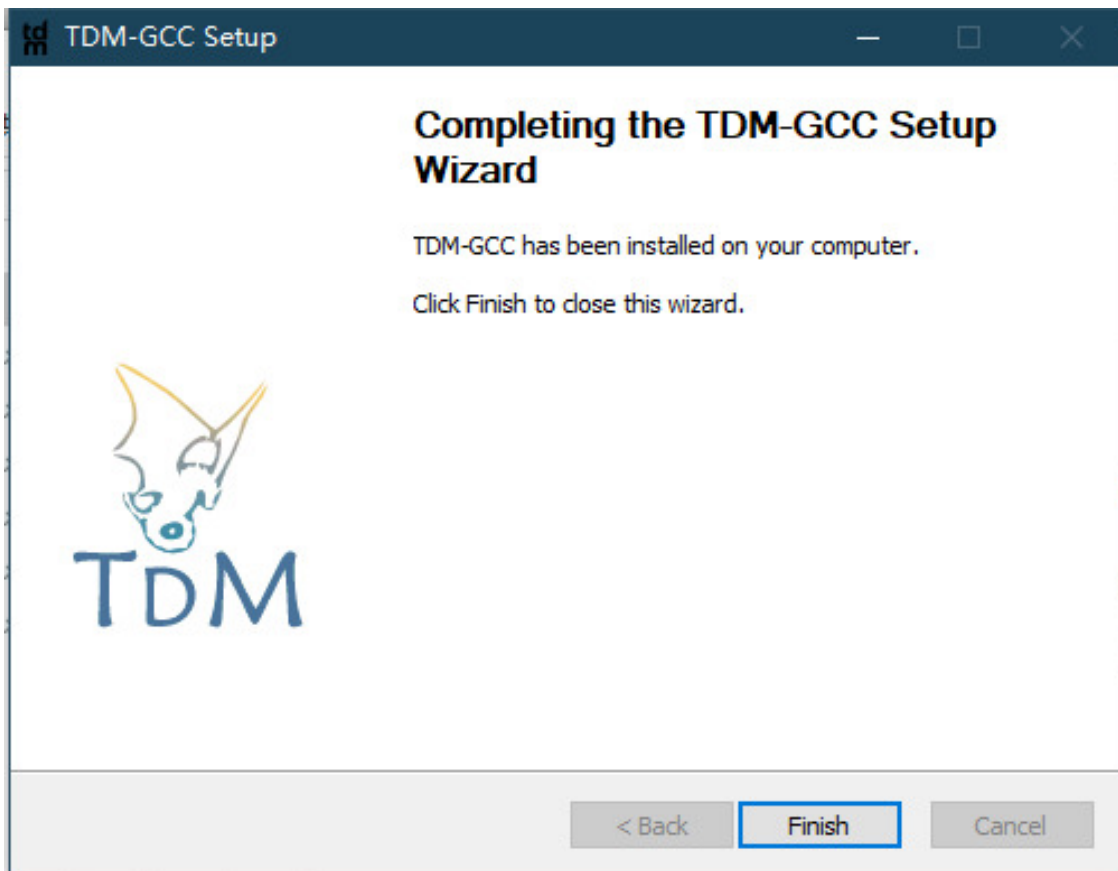 tdm
TDM-GCC Setup
Completing the TDM-GCC Setup
Wizard
TDM-GCC has been installed on your computer.
Click Finish to close this wizard.
TDM
< Back
Finish
Cancel